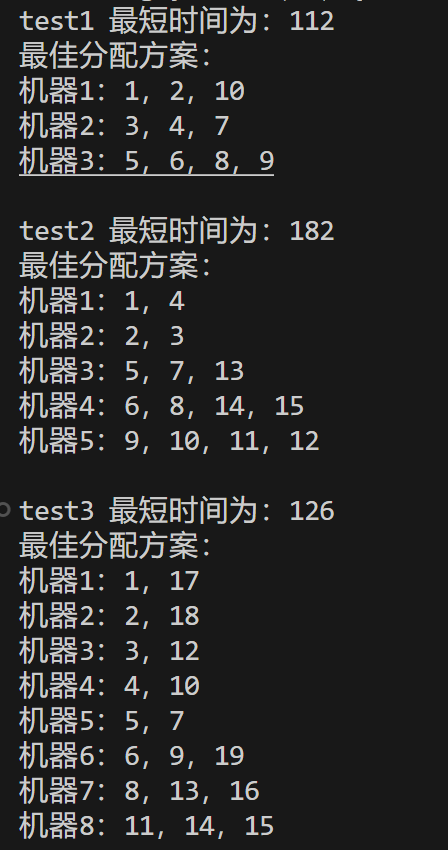 test1 最短时间为：112
最佳分配方案：
机器1：1, 2, 10
机器2：3, 4, 7
机器3：5, 6, 8, 9
test2 最短时间为：182
最佳分配方案：
机器1：1, 4
机器2：2, 3
机器3：5, 7, 13
机器4：6, 8, 14, 15
机器5：9, 10, 11, 12
test3 最短时间为：126
最佳分配方案：
机器1：1, 17
机器2：2, 18
机器3：3, 12
机器4：4, 10
机器5：5, 7
机器6：6, 9, 19
机器7：8, 13, 16
机器8：11, 14, 15